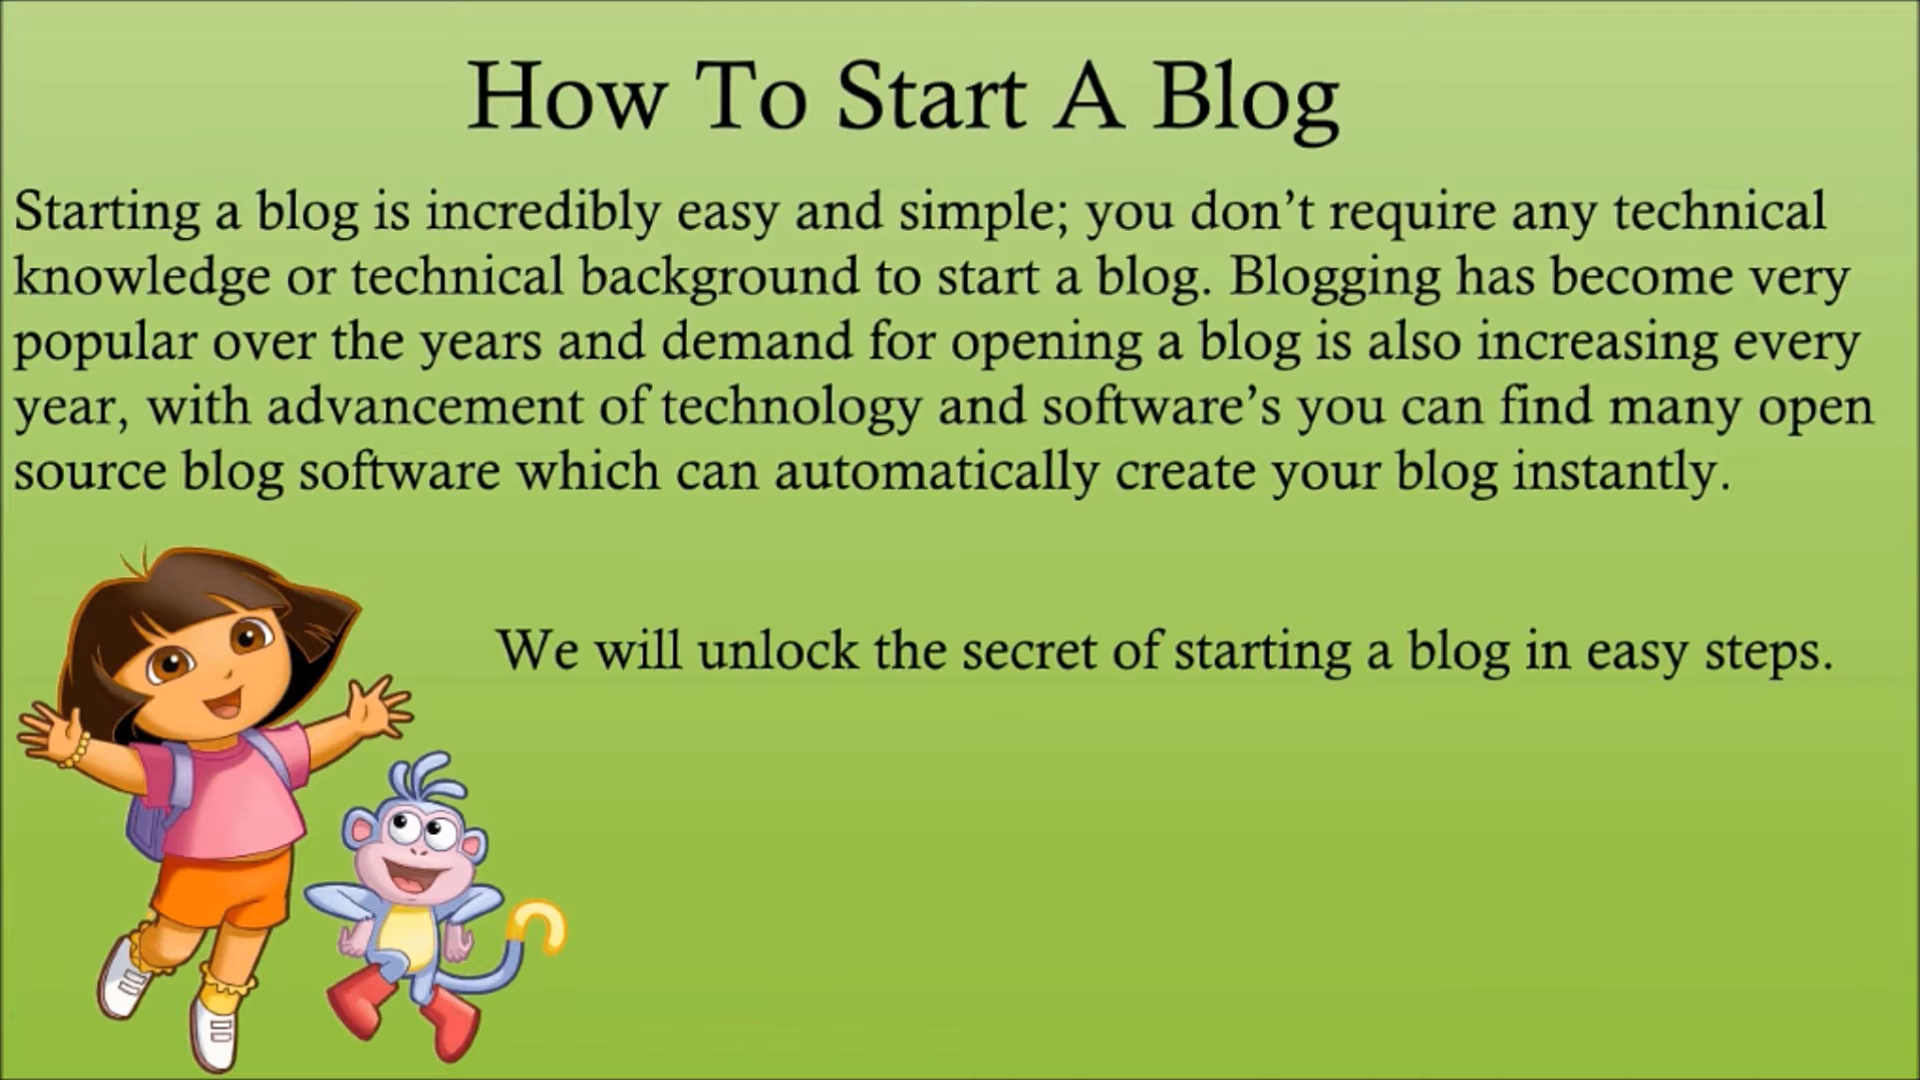 How To Start A Blog
Starting a blog is incredibly easy and simple; you don’t require any technical
knowledge or technical background to start a blog. Blogging has become very
popular over the years and demand for opening a blog is also increasing every
year, with advancement of technology and software’s you can find many open
source blog software which can automatically create your blog instantly.
We will unlock the secret of starting a blog in easy steps.